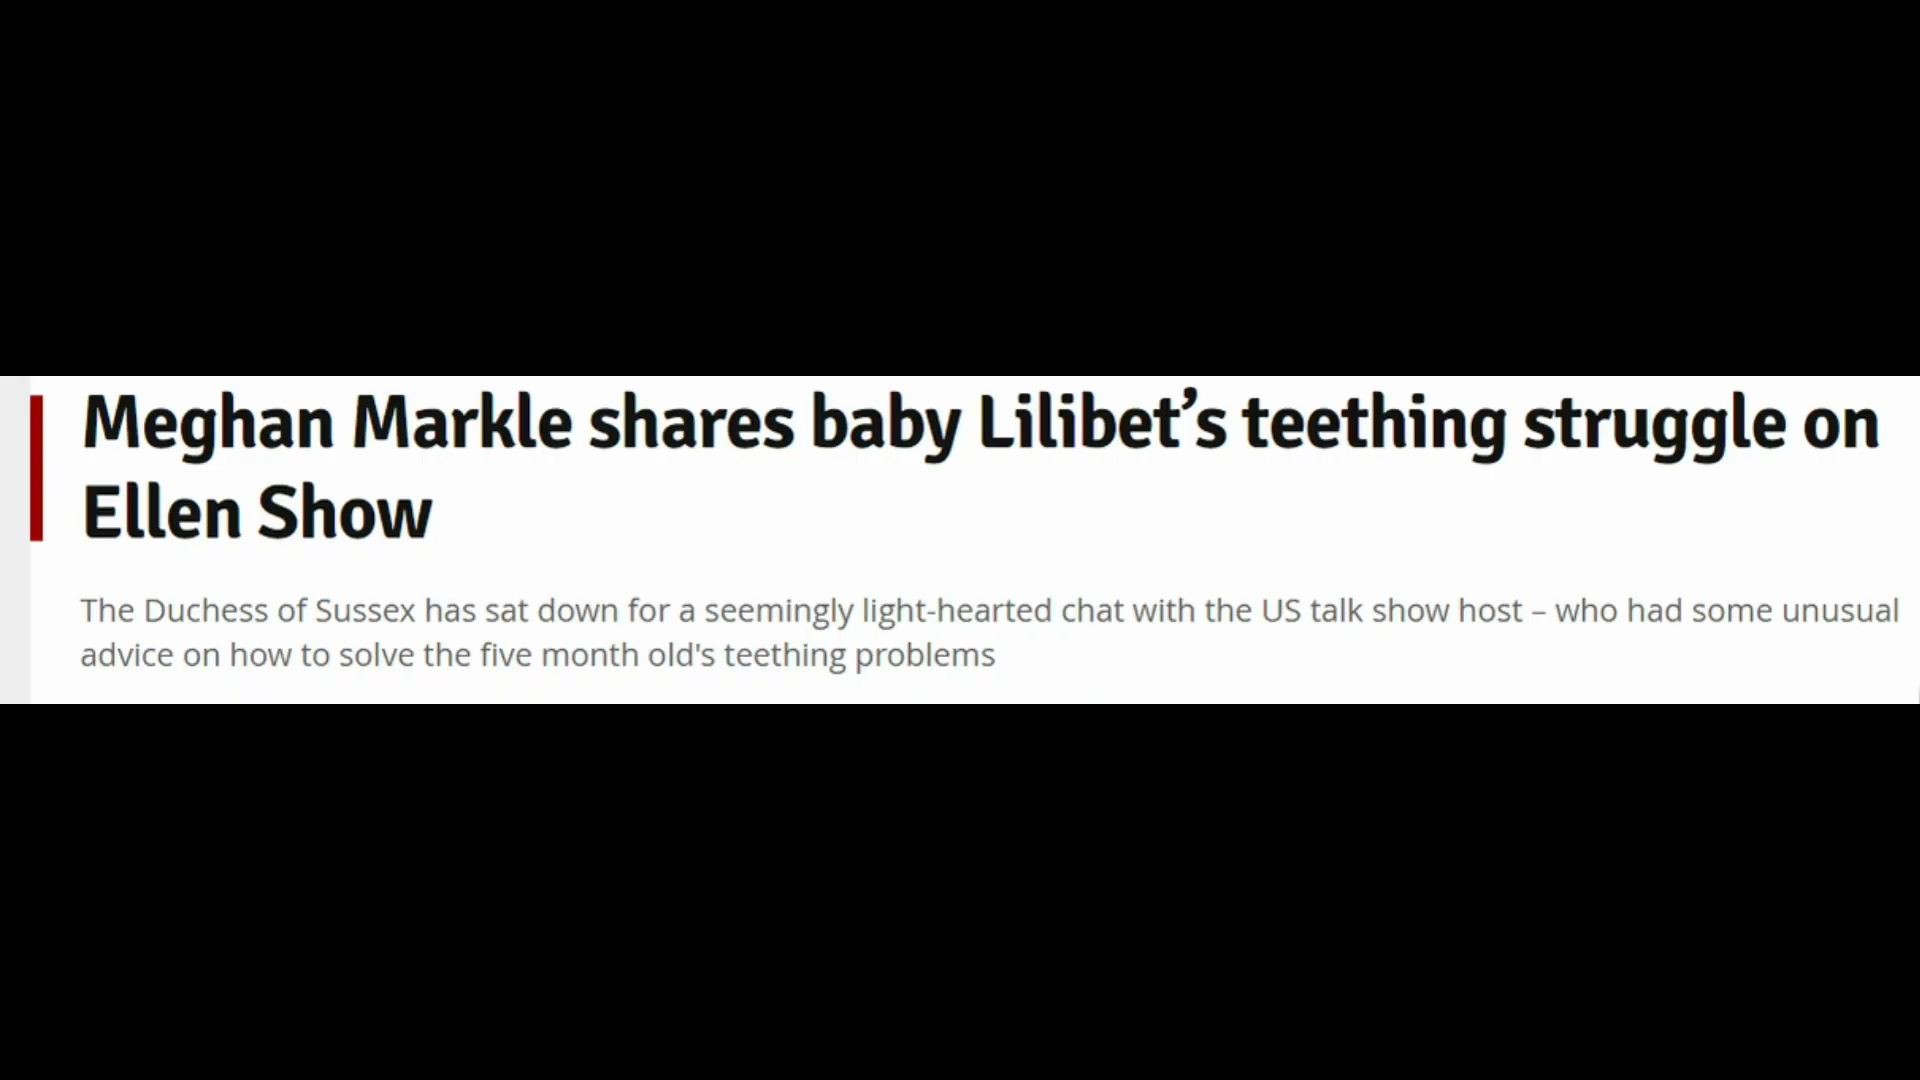 Meghan Markle shares baby Lilibet’s teething struggle on
Ellen Show
The Duchess of Sussex has sat down for a seemingly light-hearted chat with the US talk show host – who had some unusual
advice on how to solve the five month old's teething problems